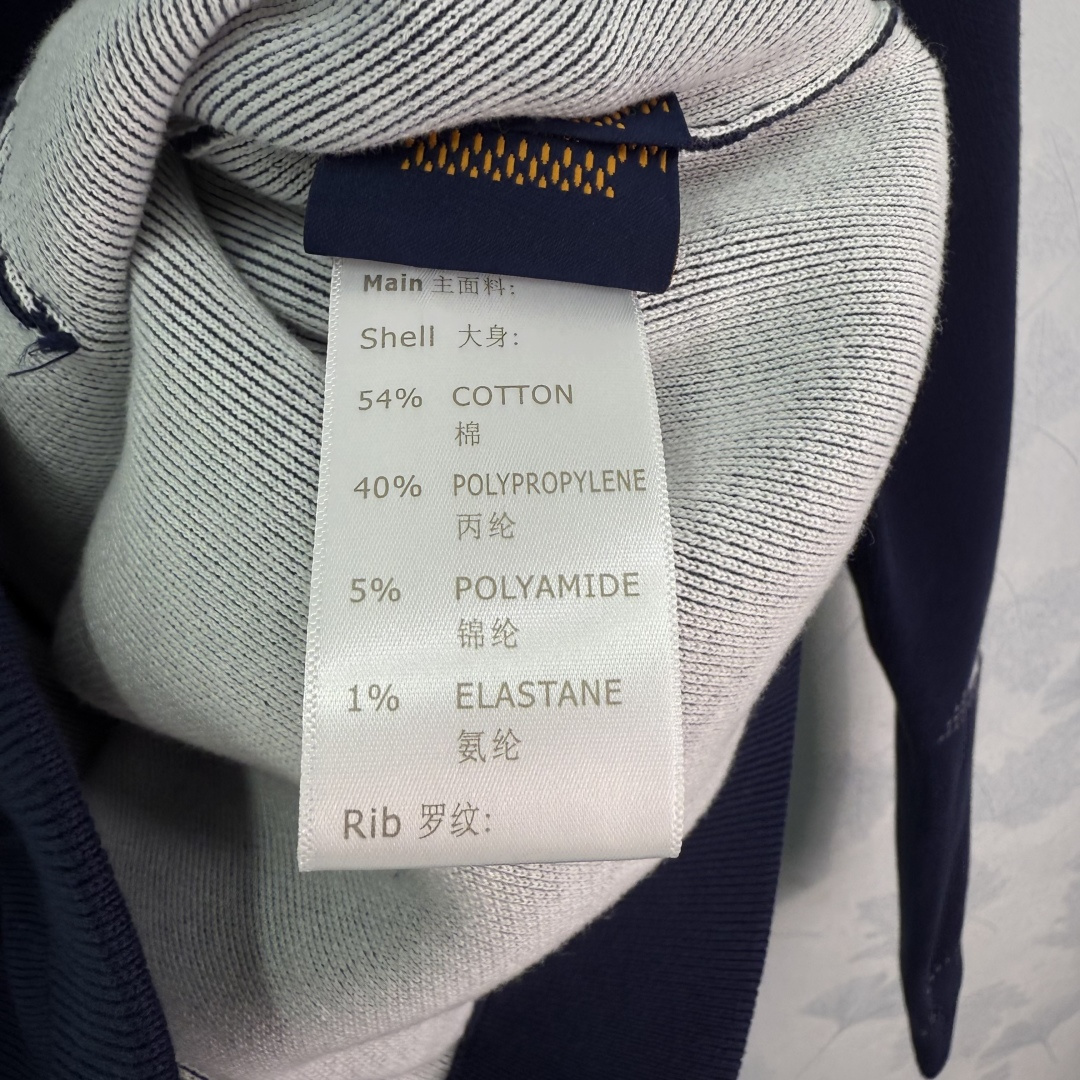 Main 主面料:
Shell 大身:
54% COTTON
棉
40% POLYPROPYLENE
丙纶
5% POLYAMIDE
锦纶
1% ELASTANE
氨纶
Rib 罗纹: